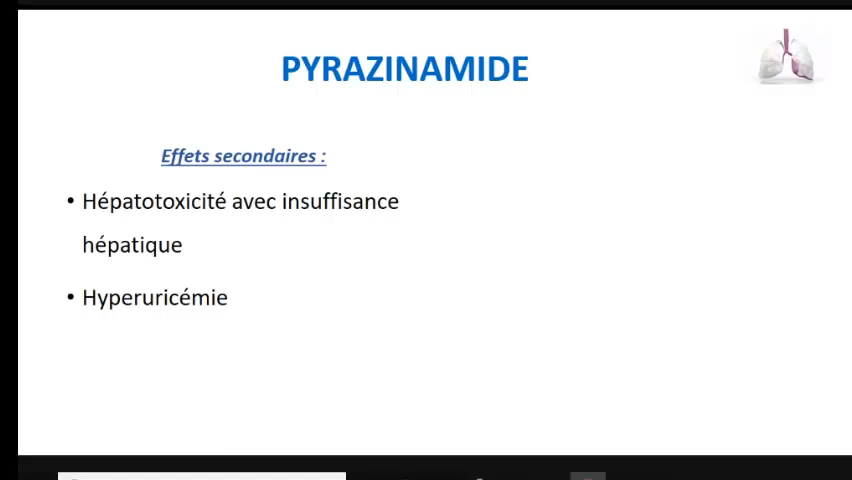 PYRAZINAMIDE
Effets secondaires :
• Hépatotoxicité avec insuffisance
hépatique
• Hyperuricémie